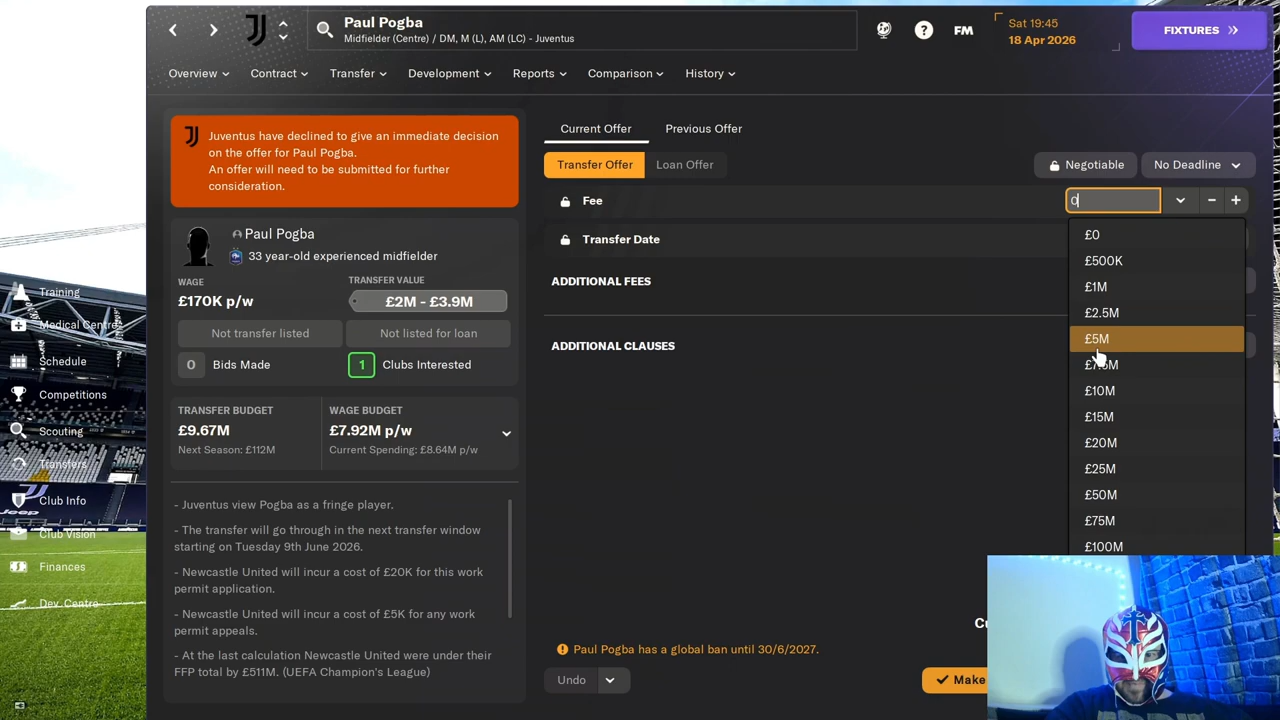 Paul Pogba
Midfielder (Centre) / DM, M (L), AM (LC) - Juventus
FM
Sat 19:45
18 Apr 2026
FIXTURES
Overview
Contract
Transfer
Development
Reports
Comparison
History
Juventus have declined to give an immediate decision
on the offer for Paul Pogba.
An offer will need to be submitted for further
consideration.
Current Offer
Previous Offer
Transfer Offer
Loan Offer
Negotiable
No Deadline
Fee
0
Transfer Date
ADDITIONAL FEES
ADDITIONAL CLAUSES
£0
£500K
£1M
£2.5M
£5M
£7.5M
£10M
£15M
£20M
£25M
£50M
£75M
£100M
Paul Pogba
33 year-old experienced midfielder
WAGE
£170K p/w
TRANSFER VALUE
£2M - £3.9M
Not transfer listed
Not listed for loan
0 Bids Made
1 Clubs Interested
TRANSFER BUDGET
£9.67M
Next Season: £112M
WAGE BUDGET
£7.92M p/w
Current Spending: £8.64M p/w
- Juventus view Pogba as a fringe player.
- The transfer will go through in the next transfer window
starting on Tuesday 9th June 2026.
- Newcastle United will incur a cost of £20K for this work
permit application.
- Newcastle United will incur a cost of £5K for any work
permit appeals.
- At the last calculation Newcastle United were under their
FFP total by £511M. (UEFA Champion's League)
Training
Medical Centre
Schedule
Competitions
Scouting
Transfers
Club Info
Club Vision
Finances
Dev. Centre
Jeep
Paul Pogba has a global ban until 30/6/2027.
Undo
Make